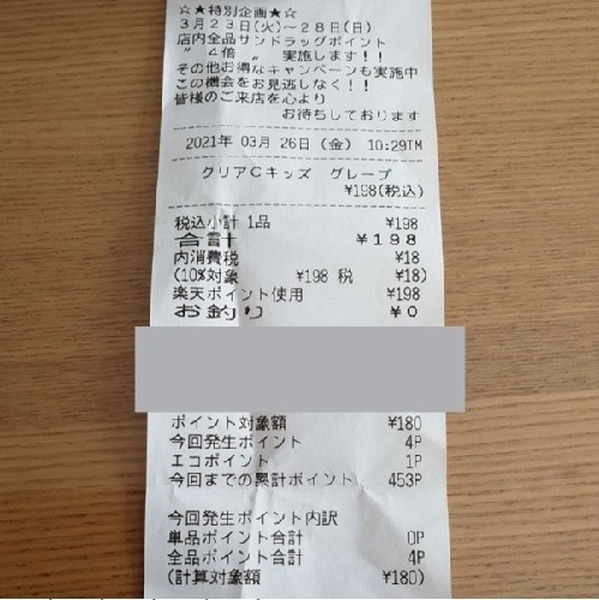 ☆★特別企画★☆
3月23日(火)～28日(日)
店内全品サンドラッグポイント
〃 4倍 〃 実施します!!
その他お得なキャンペーンも実施中
この機会をお見逃しなく!!
皆様のご来店を心より
お待ちしております
2021年 03月 26日 (金) 10:29TM
クリアCキッズ グレープ
¥198(税込)
税込小計 1品 ¥198
合計 ¥198
内消費税 ¥18
(10%対象 ¥198 税 ¥18)
楽天ポイント使用 ¥198
お釣り ¥0
ポイント対象額 ¥180
今回発生ポイント 4P
エコポイント 1P
今回までの累計ポイント 453P
今回発生ポイント内訳
単品ポイント合計 0P
全品ポイント合計 4P
(計算対象額 ¥180)